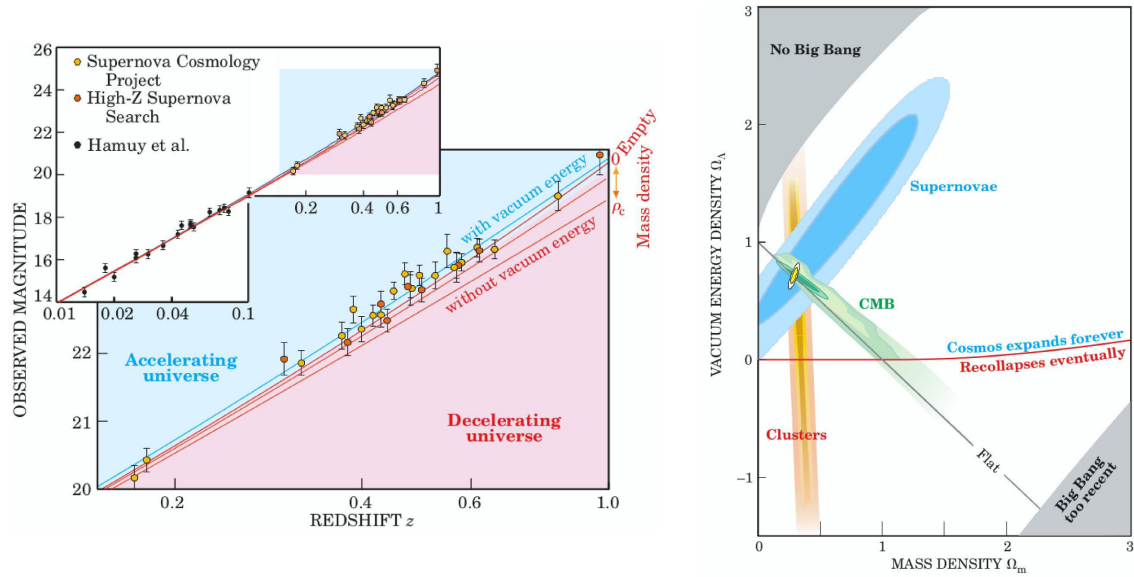 26
24
22
20
18
16
14
0.01
0.02
0.04
0.1
Supernova Cosmology
Project
High-Z Supernova
Search
Hamuy et al.
0.2
0.4
0.6
1
OBSERVED MAGNITUDE
22
21
20
0.2
0.4
0.6
1.0
REDSHIFT z
Accelerating
universe
Decelerating
universe
with vacuum energy
without vacuum energy
0
Empty
ρc
Mass density
3
2
1
0
−1
0
1
2
3
VACUUM ENERGY DENSITY ΩΛ
MASS DENSITY Ωm
No Big Bang
Supernovae
CMB
Cosmos expands forever
Recollapses eventually
Clusters
Flat
Big Bang
too recent